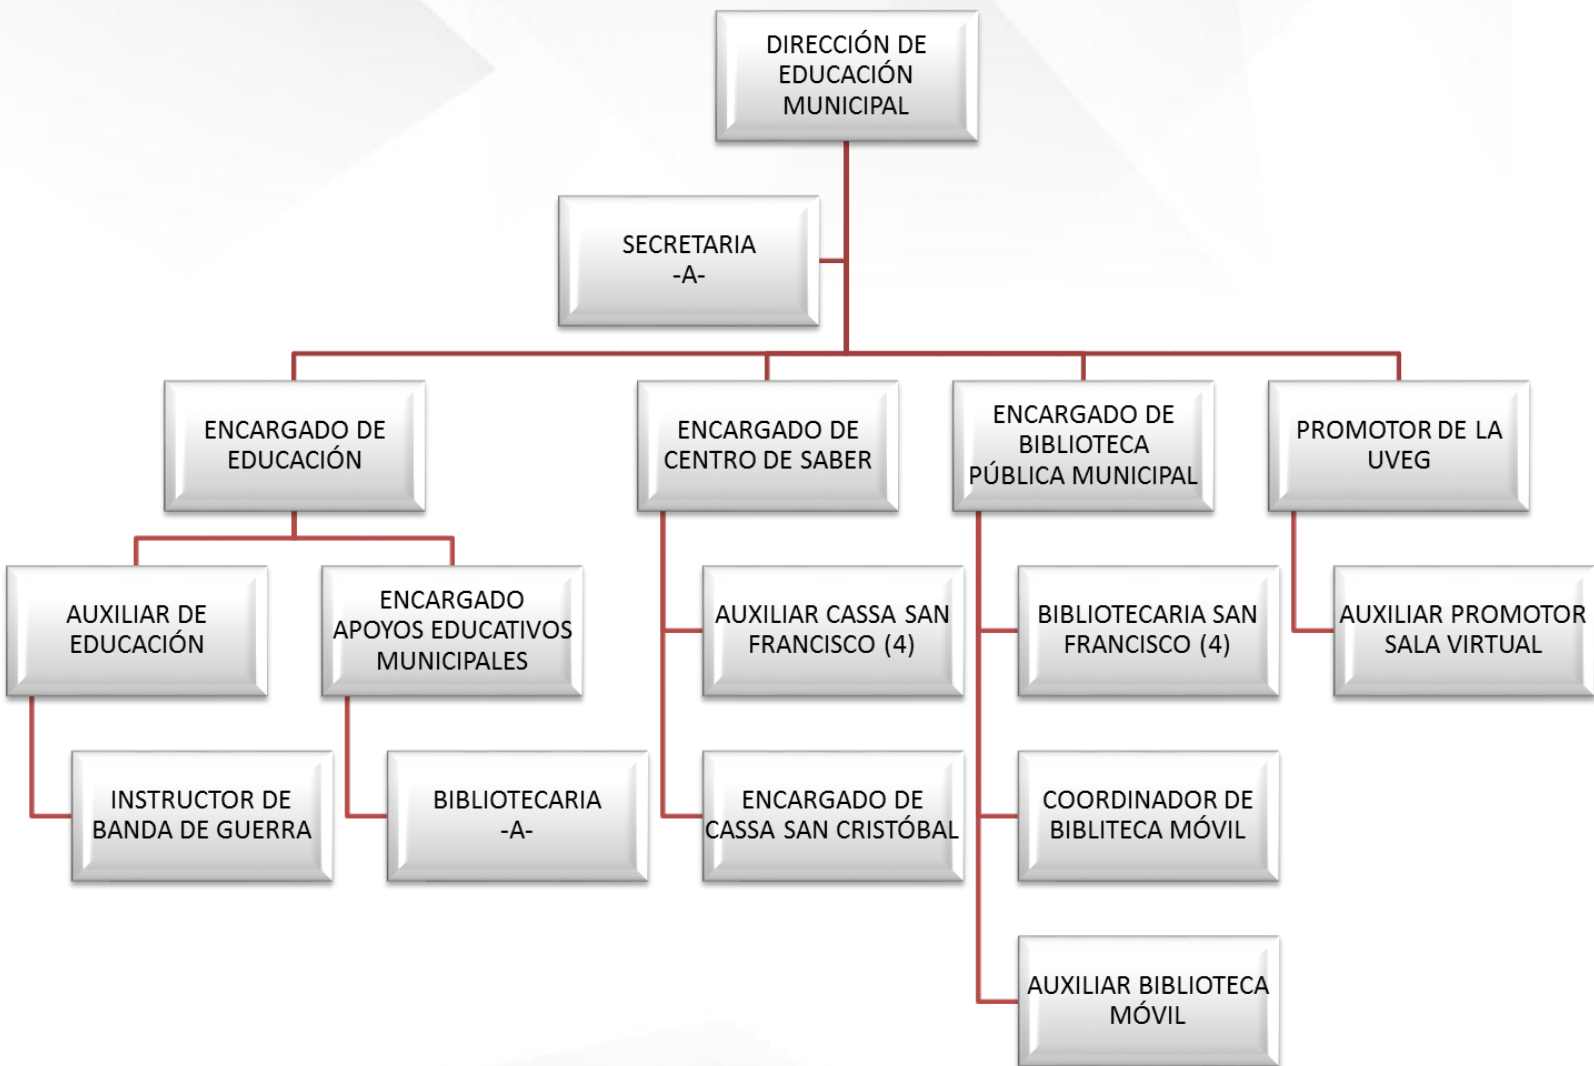 DIRECCIÓN DE
EDUCACIÓN
MUNICIPAL
SECRETARIA
-A-
ENCARGADO DE
EDUCACIÓN
ENCARGADO DE
CENTRO DE SABER
ENCARGADO DE
BIBLIOTECA
PÚBLICA MUNICIPAL
PROMOTOR DE LA
UVEG
AUXILIAR DE
EDUCACIÓN
ENCARGADO
APOYOS EDUCATIVOS
MUNICIPALES
AUXILIAR CASSA SAN
FRANCISCO (4)
BIBLIOTECARIA SAN
FRANCISCO (4)
AUXILIAR PROMOTOR
SALA VIRTUAL
INSTRUCTOR DE
BANDA DE GUERRA
BIBLIOTECARIA
-A-
ENCARGADO DE
CASSA SAN CRISTÓBAL
COORDINADOR DE
BIBLITECA MÓVIL
AUXILIAR BIBLIOTECA
MÓVIL